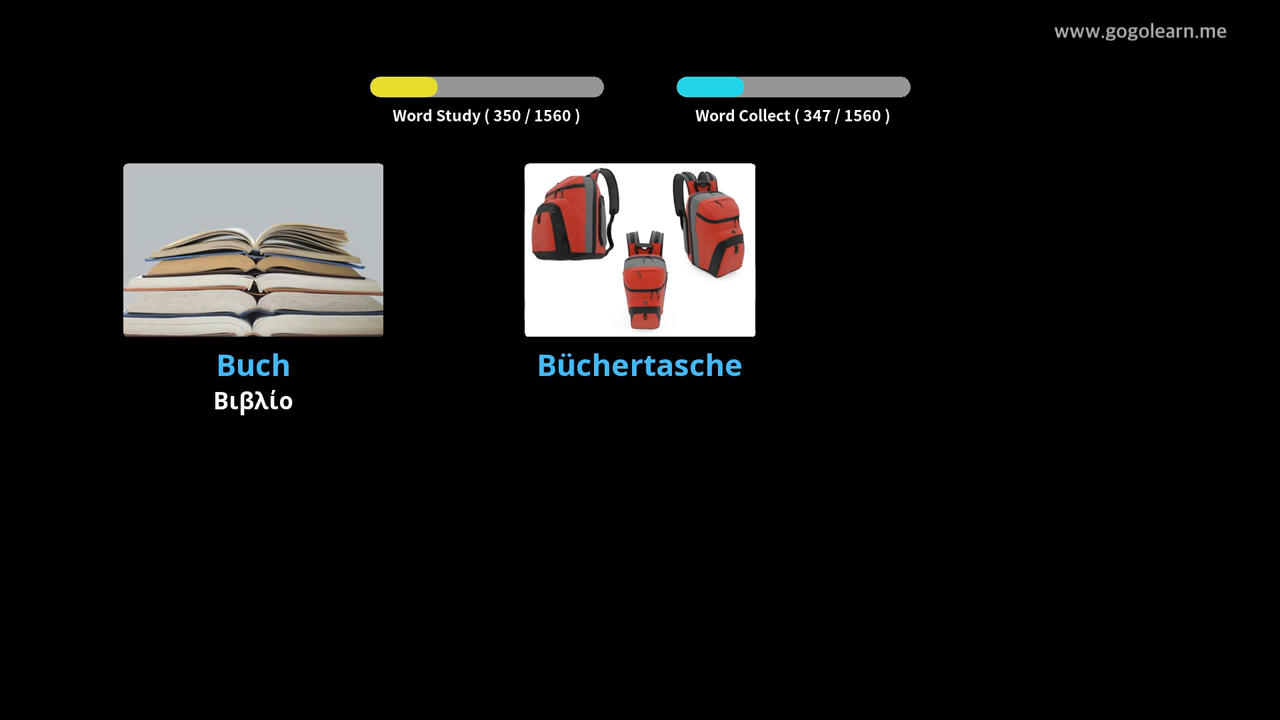 www.gogolearn.me
Word Study ( 350 / 1560 )
Word Collect ( 347 / 1560 )
Buch
Βιβλίο
Büchertasche